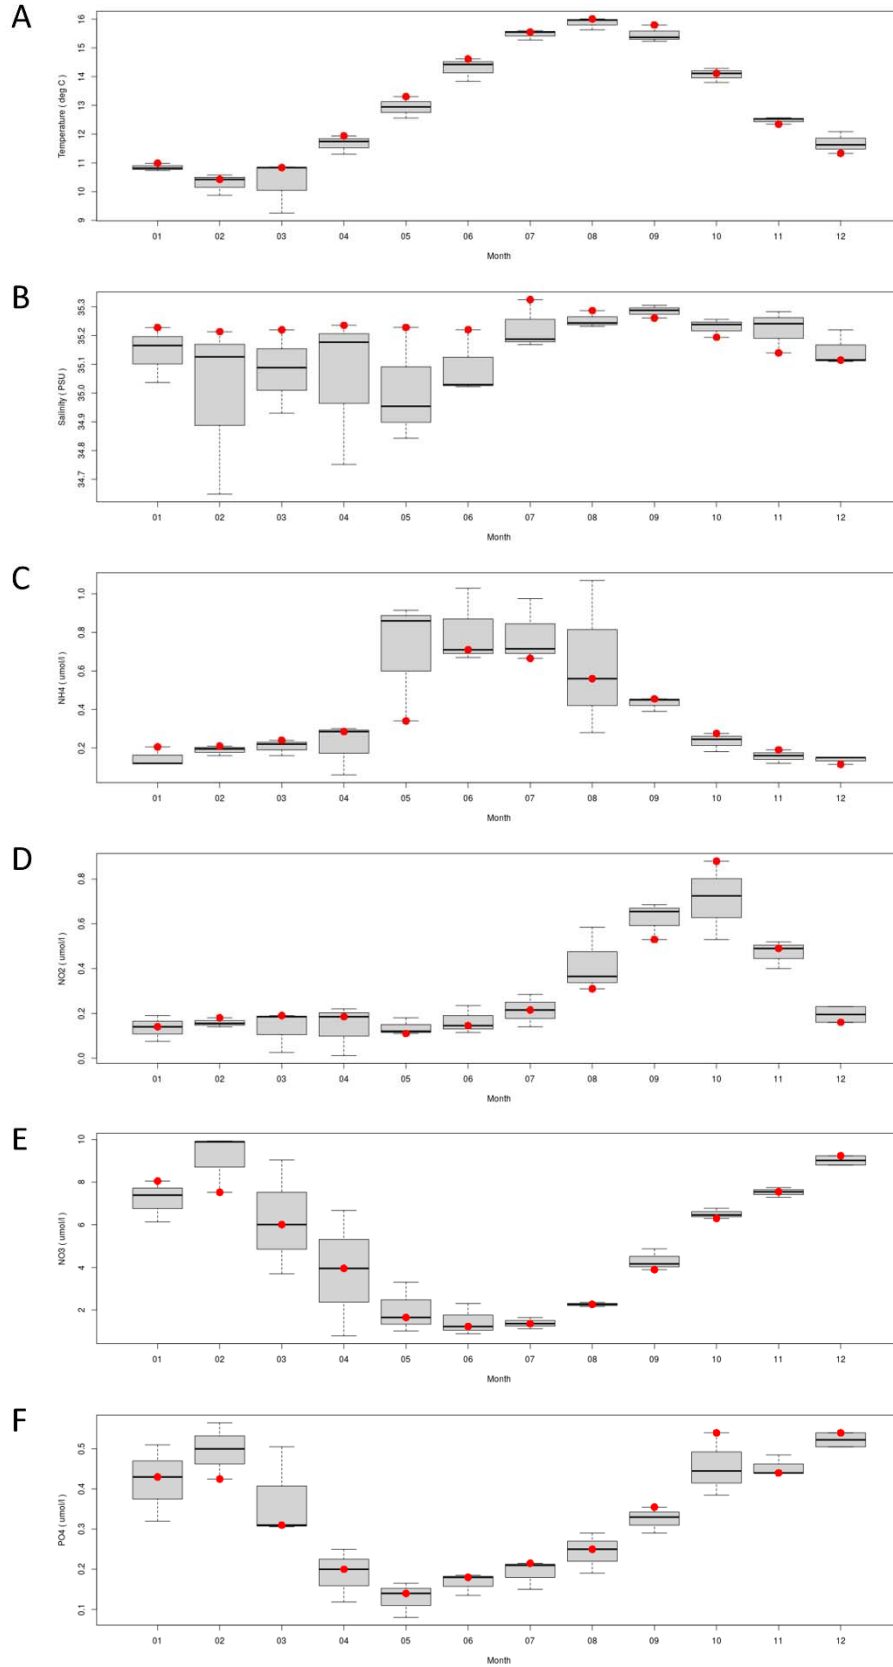 A
Temperature ( deg C )
16
15
14
13
12
11
10
9
01 02 03 04 05 06 07 08 09 10 11 12
Month
B
Salinity ( PSU )
35.3
35.2
35.1
35.0
34.9
34.8
34.7
01 02 03 04 05 06 07 08 09 10 11 12
Month
C
NH4 ( umol/l )
1.0
0.8
0.6
0.4
0.2
01 02 03 04 05 06 07 08 09 10 11 12
Month
D
NO2 ( umol/l )
0.8
0.6
0.4
0.2
0.0
01 02 03 04 05 06 07 08 09 10 11 12
Month
E
NO3 ( umol/l )
10
8
6
4
2
01 02 03 04 05 06 07 08 09 10 11 12
Month
F
PO4 ( umol/l )
0.5
0.4
0.3
0.2
0.1
01 02 03 04 05 06 07 08 09 10 11 12
Month